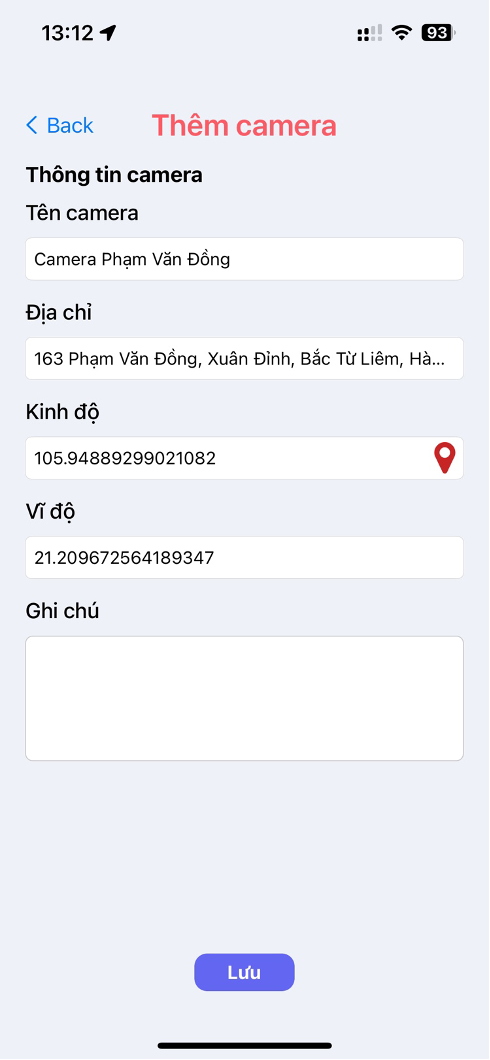 13:12
93
Back
Thêm camera
Thông tin camera
Tên camera
Camera Phạm Văn Đồng
Địa chỉ
163 Phạm Văn Đồng, Xuân Đỉnh, Bắc Từ Liêm, Hà...
Kinh độ
105.94889299021082
Vĩ độ
21.209672564189347
Ghi chú
Lưu